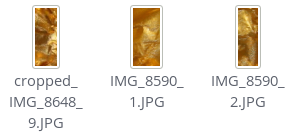 cropped_
IMG_8648_
9.JPG
IMG_8590_
1.JPG
IMG_8590_
2.JPG